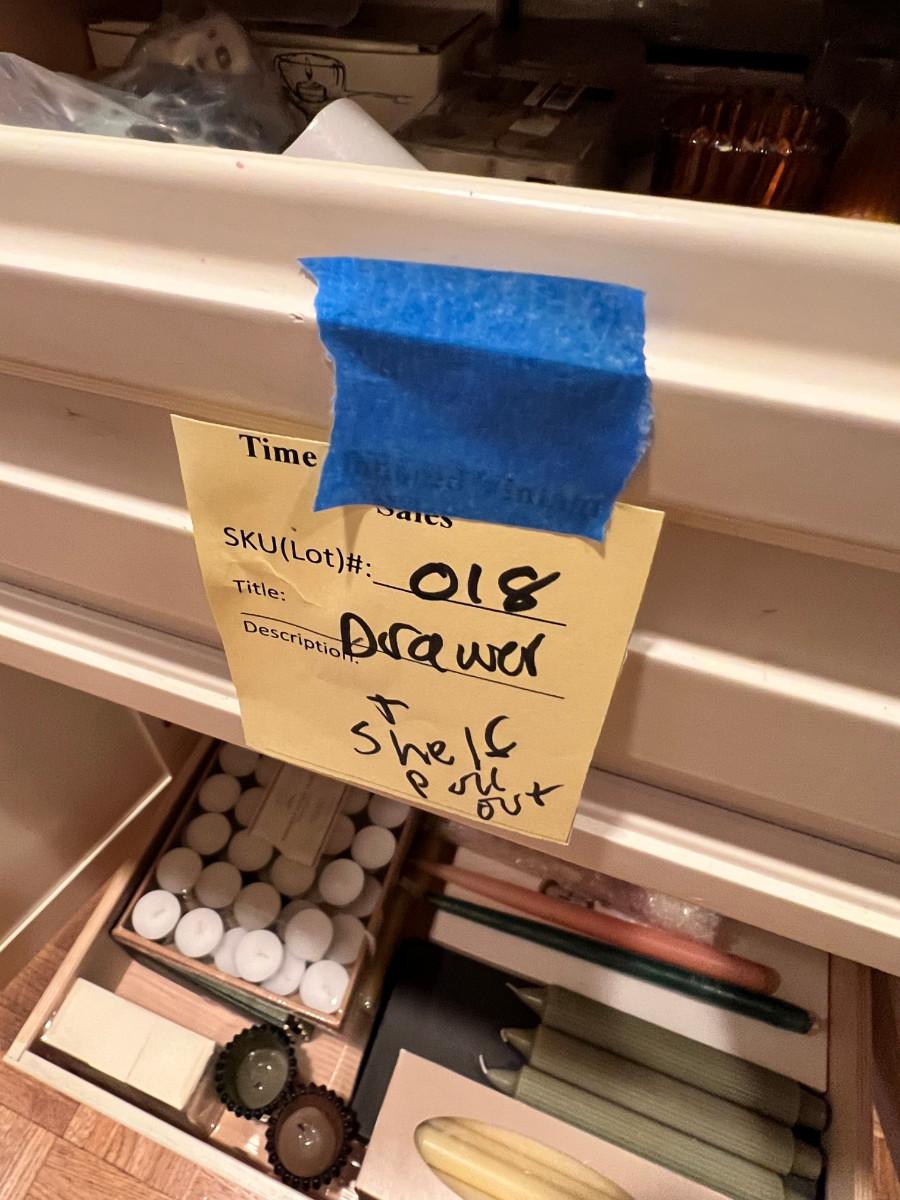 Time
Sales
SKU(Lot)#: 018
Title:
Drawer
Description:
+
Shelf
pull
out